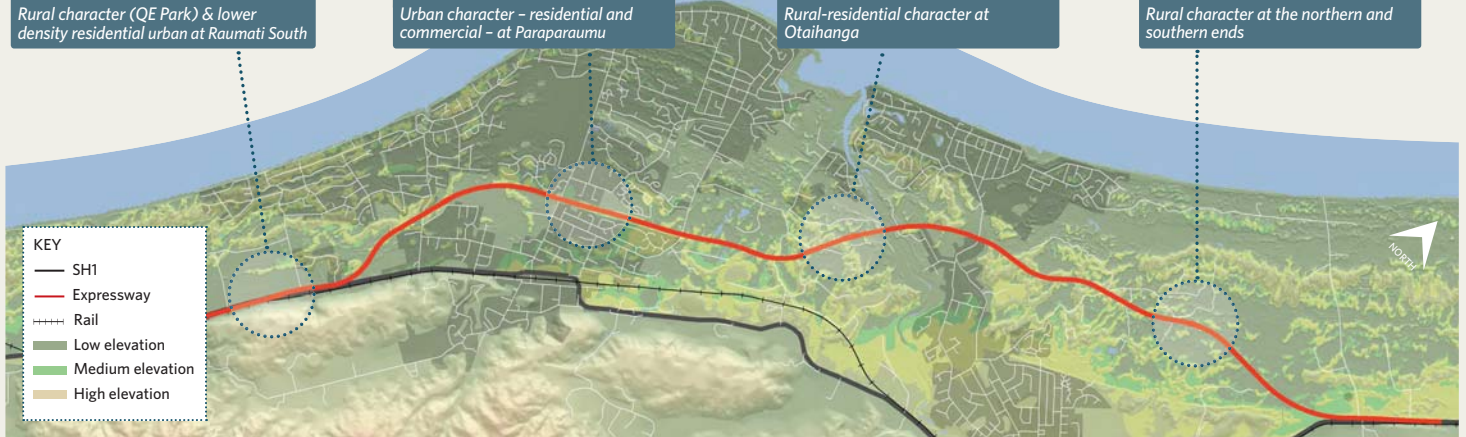 Rural character (QE Park) & lower
density residential urban at Raumati South
Urban character – residential and
commercial – at Paraparaumu
Rural-residential character at
Otaihanga
Rural character at the northern and
southern ends
KEY
SH1
Expressway
Rail
Low elevation
Medium elevation
High elevation
NORTH